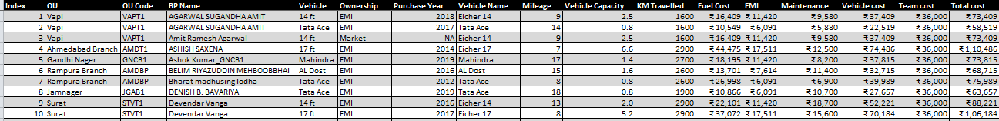 Index OU OU Code BP Name Vehicle Ownership Purchase Year Vehicle Name Mileage Vehicle Capacity KM Travelled Fuel Cost EMI Maintenance Vehicle cost Team cost Total cost
1 Vapi VAPT1 AGARWAL SUGANDHA AMIT 14 ft EMI 2018 Eicher 14 9 2.5 1600 ₹ 16,409 ₹ 11,420 ₹ 9,580 ₹ 37,409 ₹ 36,000 ₹ 73,409
2 Vapi VAPT1 AGARWAL SUGANDHA AMIT Tata Ace EMI 2017 Tata Ace 14 0.8 1600 ₹ 10,549 ₹ 6,091 ₹ 5,880 ₹ 22,519 ₹ 36,000 ₹ 58,519
3 Vapi VAPT1 Amit Ramesh Agarwal 14 ft Market NA Eicher 14 9 2.5 1600 ₹ 16,409 ₹ 11,420 ₹ 9,580 ₹ 37,409 ₹ 36,000 ₹ 73,409
4 Ahmedabad Branch AMDT1 ASHISH SAXENA 17 ft EMI 2014 Eicher 17 7 6.6 2900 ₹ 44,475 ₹ 17,511 ₹ 12,500 ₹ 74,486 ₹ 36,000 ₹ 1,10,486
5 Gandhi Nager GNCB1 Ashok Kumar_GNCB1 Mahindra EMI 2019 Mahindra 17 1.4 2700 ₹ 18,195 ₹ 11,420 ₹ 8,200 ₹ 37,815 ₹ 36,000 ₹ 73,815
6 Rampura Branch AMDBP BELIM RIYAZUDDIN MEHBOOBBHAI AL Dost EMI 2016 AL Dost 15 1.6 2600 ₹ 13,701 ₹ 7,614 ₹ 11,400 ₹ 32,715 ₹ 36,000 ₹ 68,715
7 Rampura Branch AMDBP Bharat madhusing lodha Tata Ace EMI 2012 Tata Ace 8 0.8 2600 ₹ 26,998 ₹ 6,091 ₹ 6,900 ₹ 39,989 ₹ 36,000 ₹ 75,989
8 Jamnager JGAB1 DENISH B. BAVARIYA Tata Ace EMI 2019 Tata Ace 18 0.8 1900 ₹ 10,866 ₹ 6,091 ₹ 10,700 ₹ 27,657 ₹ 36,000 ₹ 63,657
9 Surat STVT1 Devendar Vanga 14 ft EMI 2016 Eicher 14 13 2.0 2900 ₹ 22,101 ₹ 11,420 ₹ 18,700 ₹ 52,221 ₹ 36,000 ₹ 88,221
10 Surat STVT1 Devendar Vanga 17 ft EMI 2017 Eicher 17 8 5.2 2900 ₹ 37,072 ₹ 17,511 ₹ 15,600 ₹ 70,184 ₹ 36,000 ₹ 1,06,184